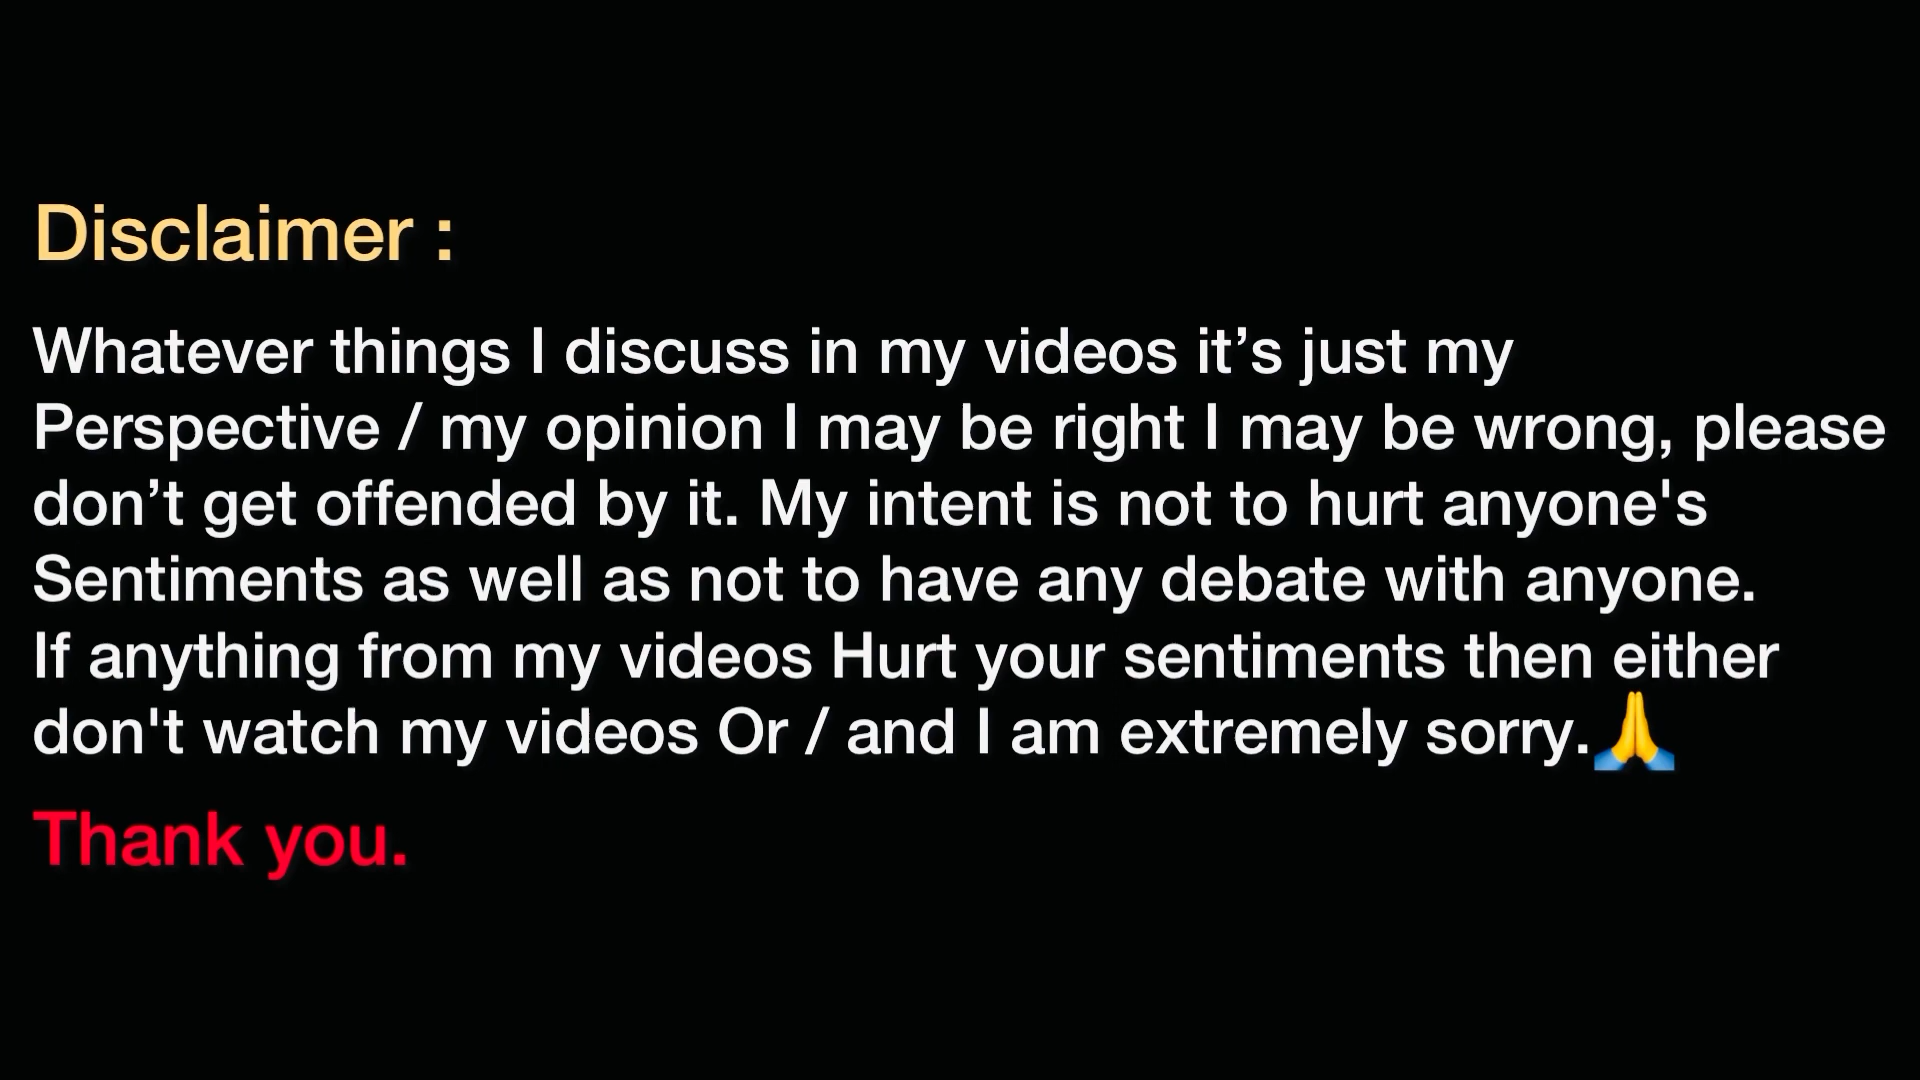 Disclaimer :
Whatever things I discuss in my videos it’s just my
Perspective / my opinion I may be right I may be wrong, please
don’t get offended by it. My intent is not to hurt anyone's
Sentiments as well as not to have any debate with anyone.
If anything from my videos Hurt your sentiments then either
don't watch my videos Or / and I am extremely sorry.🙏
Thank you.